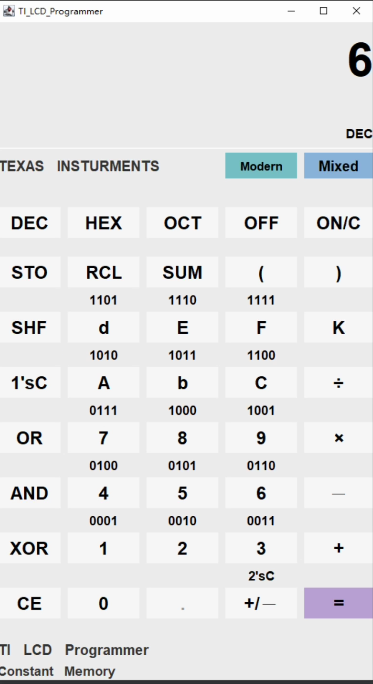 TI_LCD_Programmer
6
DEC
TEXAS INSTURMENTS Modern Mixed
DEC HEX OCT OFF ON/C
STO RCL SUM ( )
1101 1110 1111
SHF d E F K
1010 1011 1100
1'sC A b C ÷
0111 1000 1001
OR 7 8 9 ×
0100 0101 0110
AND 4 5 6 —
0001 0010 0011
XOR 1 2 3 +
2'sC
CE 0 . +/— =
TI LCD Programmer
Constant Memory